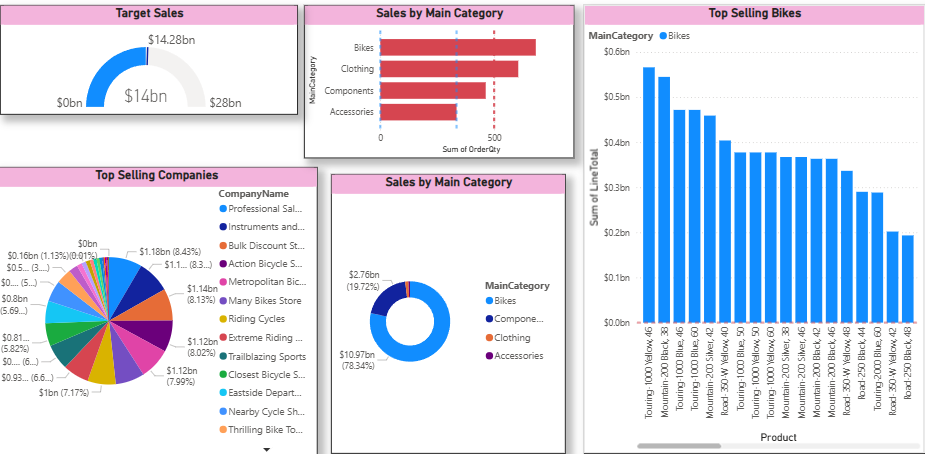 Target Sales
$14.28bn
$0bn
$14bn
$28bn
Sales by Main Category
MainCategory
Bikes
Clothing
Components
Accessories
0
500
Sum of OrderQty
Top Selling Bikes
MainCategory
Bikes
Sum of LineTotal
$0.6bn
$0.5bn
$0.4bn
$0.3bn
$0.2bn
$0.1bn
$0.0bn
Touring-1000 Yellow, 46
Mountain-200 Black, 38
Touring-1000 Blue, 46
Touring-1000 Blue, 60
Mountain-200 Silver, 42
Road-350-W Yellow, 40
Touring-1000 Blue, 50
Touring-1000 Yellow, 50
Touring-1000 Yellow, 60
Mountain-200 Silver, 38
Mountain-200 Silver, 46
Mountain-200 Black, 42
Mountain-200 Black, 46
Road-350-W Yellow, 48
Road-250 Black, 44
Touring-2000 Blue, 60
Road-350-W Yellow, 42
Road-250 Black, 48
Product
Top Selling Companies
$0bn
(0.01%)
$0.16bn (1.13%)
$0.5... (3....)
$0.... (5...)
$0.8bn
(5.69...)
$0.81...
(5.82%)
$0.... (6...)
$0.93... (6.6...)
$1bn (7.17%)
$1.12bn
(7.99%)
$1.12bn
(8.02%)
$1.14bn
(8.13%)
$1.1... (8.3...)
$1.18bn (8.43%)
CompanyName
Professional Sal...
Instruments and...
Bulk Discount St...
Action Bicycle S...
Metropolitan Bic...
Many Bikes Store
Riding Cycles
Extreme Riding ...
Trailblazing Sports
Closest Bicycle S...
Eastside Depart...
Nearby Cycle Sh...
Thrilling Bike To...
Sales by Main Category
$2.76bn
(19.72%)
$10.97bn
(78.34%)
MainCategory
Bikes
Compone...
Clothing
Accessories